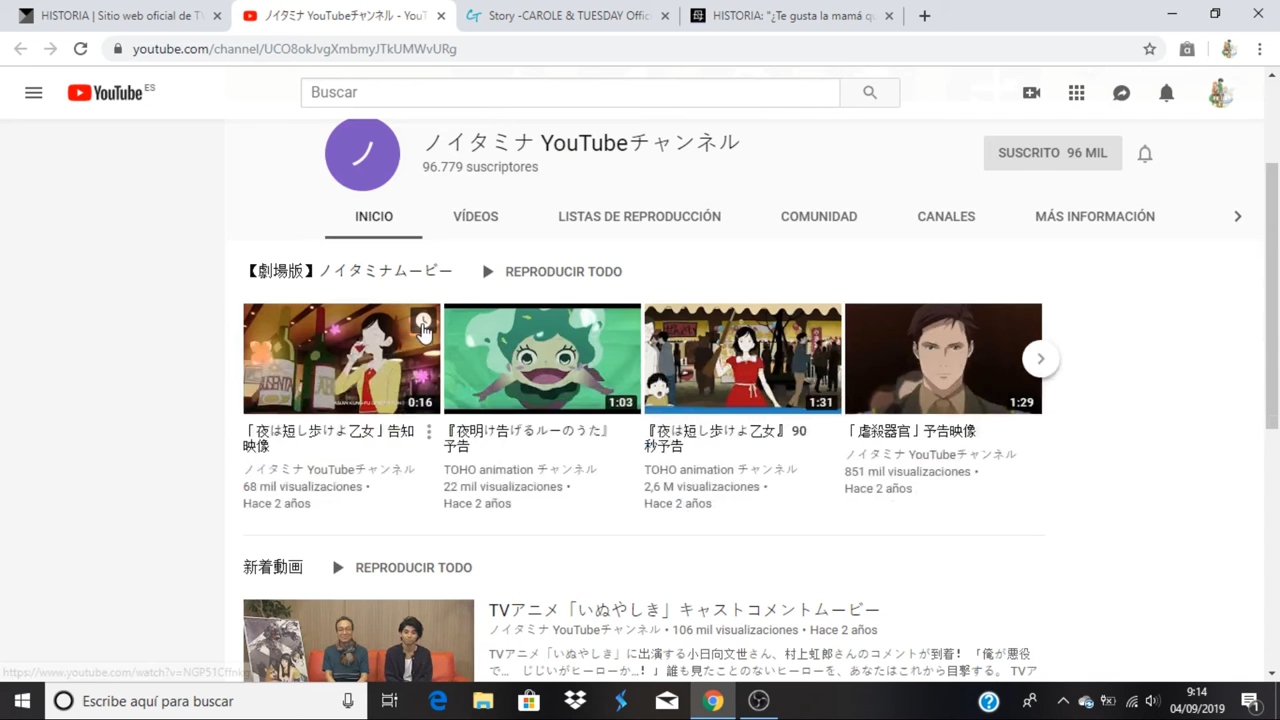 HISTORIA | Sitio web oficial de TV
ノイタミナ YouTubeチャンネル - YouT
Story -CAROLE & TUESDAY Offic
HISTORIA: "¿Te gusta la mamá qu
youtube.com/channel/UCO8okJvgXmbmyJTkUMWvURg
YouTube ES
Buscar
ノ
ノイタミナ YouTubeチャンネル
96.779 suscriptores
SUSCRITO 96 MIL
INICIO
VÍDEOS
LISTAS DE REPRODUCCIÓN
COMUNIDAD
CANALES
MÁS INFORMACIÓN
【劇場版】ノイタミナムービー
REPRODUCIR TODO
0:16
1:03
1:31
1:29
「夜は短し歩けよ乙女」告知
映像
ノイタミナ YouTubeチャンネル
68 mil visualizaciones •
Hace 2 años
『夜明け告げるルーのうた』
予告
TOHO animation チャンネル
22 mil visualizaciones •
Hace 2 años
『夜は短し歩けよ乙女』90
秒予告
TOHO animation チャンネル
2,6 M visualizaciones •
Hace 2 años
「虐殺器官」予告映像
ノイタミナ YouTubeチャンネル
851 mil visualizaciones •
Hace 2 años
新着動画
REPRODUCIR TODO
TVアニメ「いぬやしき」キャストコメントムービー
ノイタミナ YouTubeチャンネル • 106 mil visualizaciones • Hace 2 años
TVアニメ「いぬやしき」に出演する小日向文世さん、村上虹郎さんのコメントが到着！「俺が悪役
で… じじいがヒーローか…！」誰も見たことのないヒーローを、あなたはこれから目撃する。 TVア
https://www.youtube.com/watch?v=NGP51Cffnkg
Escribe aquí para buscar
9:14
04/09/2019
1